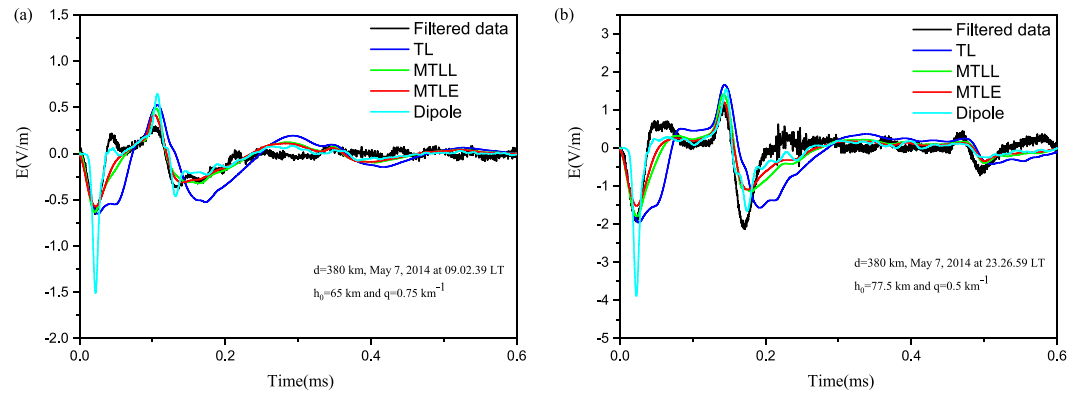 (a)
1.5
1.0
0.5
0.0
-0.5
-1.0
-1.5
-2.0
E(V/m)
Filtered data
TL
MTLL
MTLE
Dipole
d=380 km, May 7, 2014 at 09.02.39 LT
h₀=65 km and q=0.75 km⁻¹
0.0 0.2 0.4 0.6
Time(ms)
(b)
3
2
1
0
-1
-2
-3
-4
-5
E(V/m)
Filtered data
TL
MTLL
MTLE
Dipole
d=380 km, May 7, 2014 at 23.26.59 LT
h₀=77.5 km and q=0.5 km⁻¹
0.0 0.2 0.4 0.6
Time(ms)